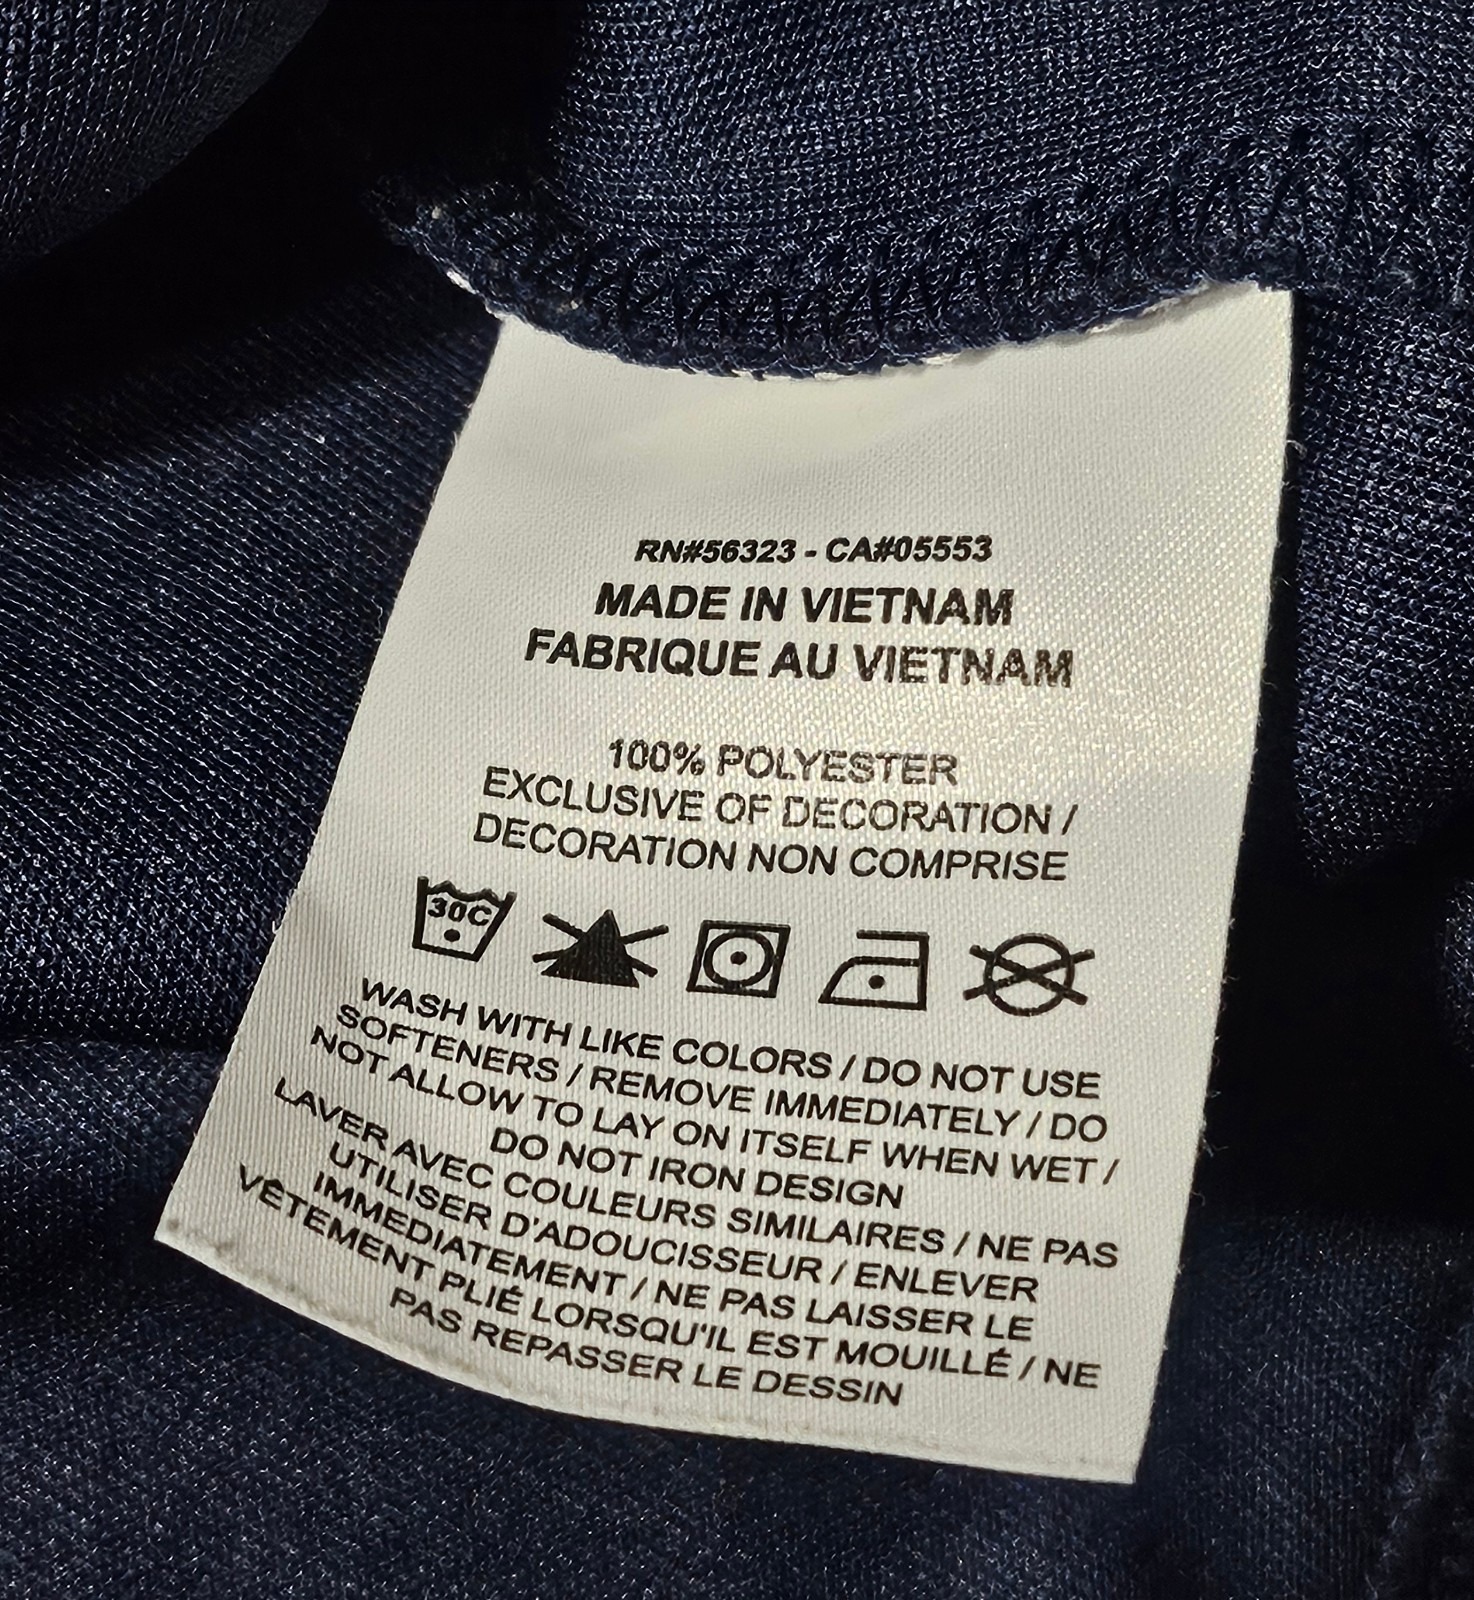 RN#56323 - CA#05553
MADE IN VIETNAM
FABRIQUE AU VIETNAM
100% POLYESTER
EXCLUSIVE OF DECORATION /
DECORATION NON COMPRISE
30C
WASH WITH LIKE COLORS / DO NOT USE
SOFTENERS / REMOVE IMMEDIATELY / DO
NOT ALLOW TO LAY ON ITSELF WHEN WET /
DO NOT IRON DESIGN
LAVER AVEC COULEURS SIMILAIRES / NE PAS
UTILISER D'ADOUCISSEUR / ENLEVER
IMMEDIATEMENT / NE PAS LAISSER LE
VÊTEMENT PLIÉ LORSQU'IL EST MOUILLÉ / NE
PAS REPASSER LE DESSIN